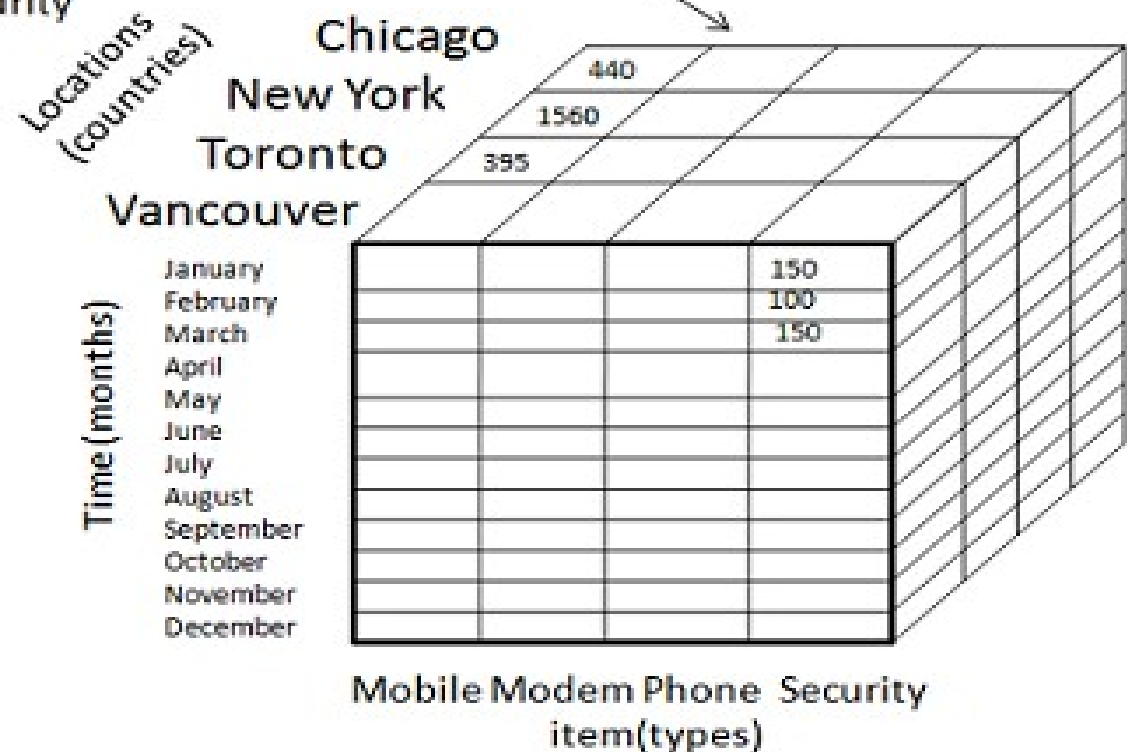 Locations
(countries)
Chicago
New York
Toronto
Vancouver
440
1560
395
Time(months)
January
February
March
April
May
June
July
August
September
October
November
December
150
100
150
Mobile Modem Phone Security
item(types)